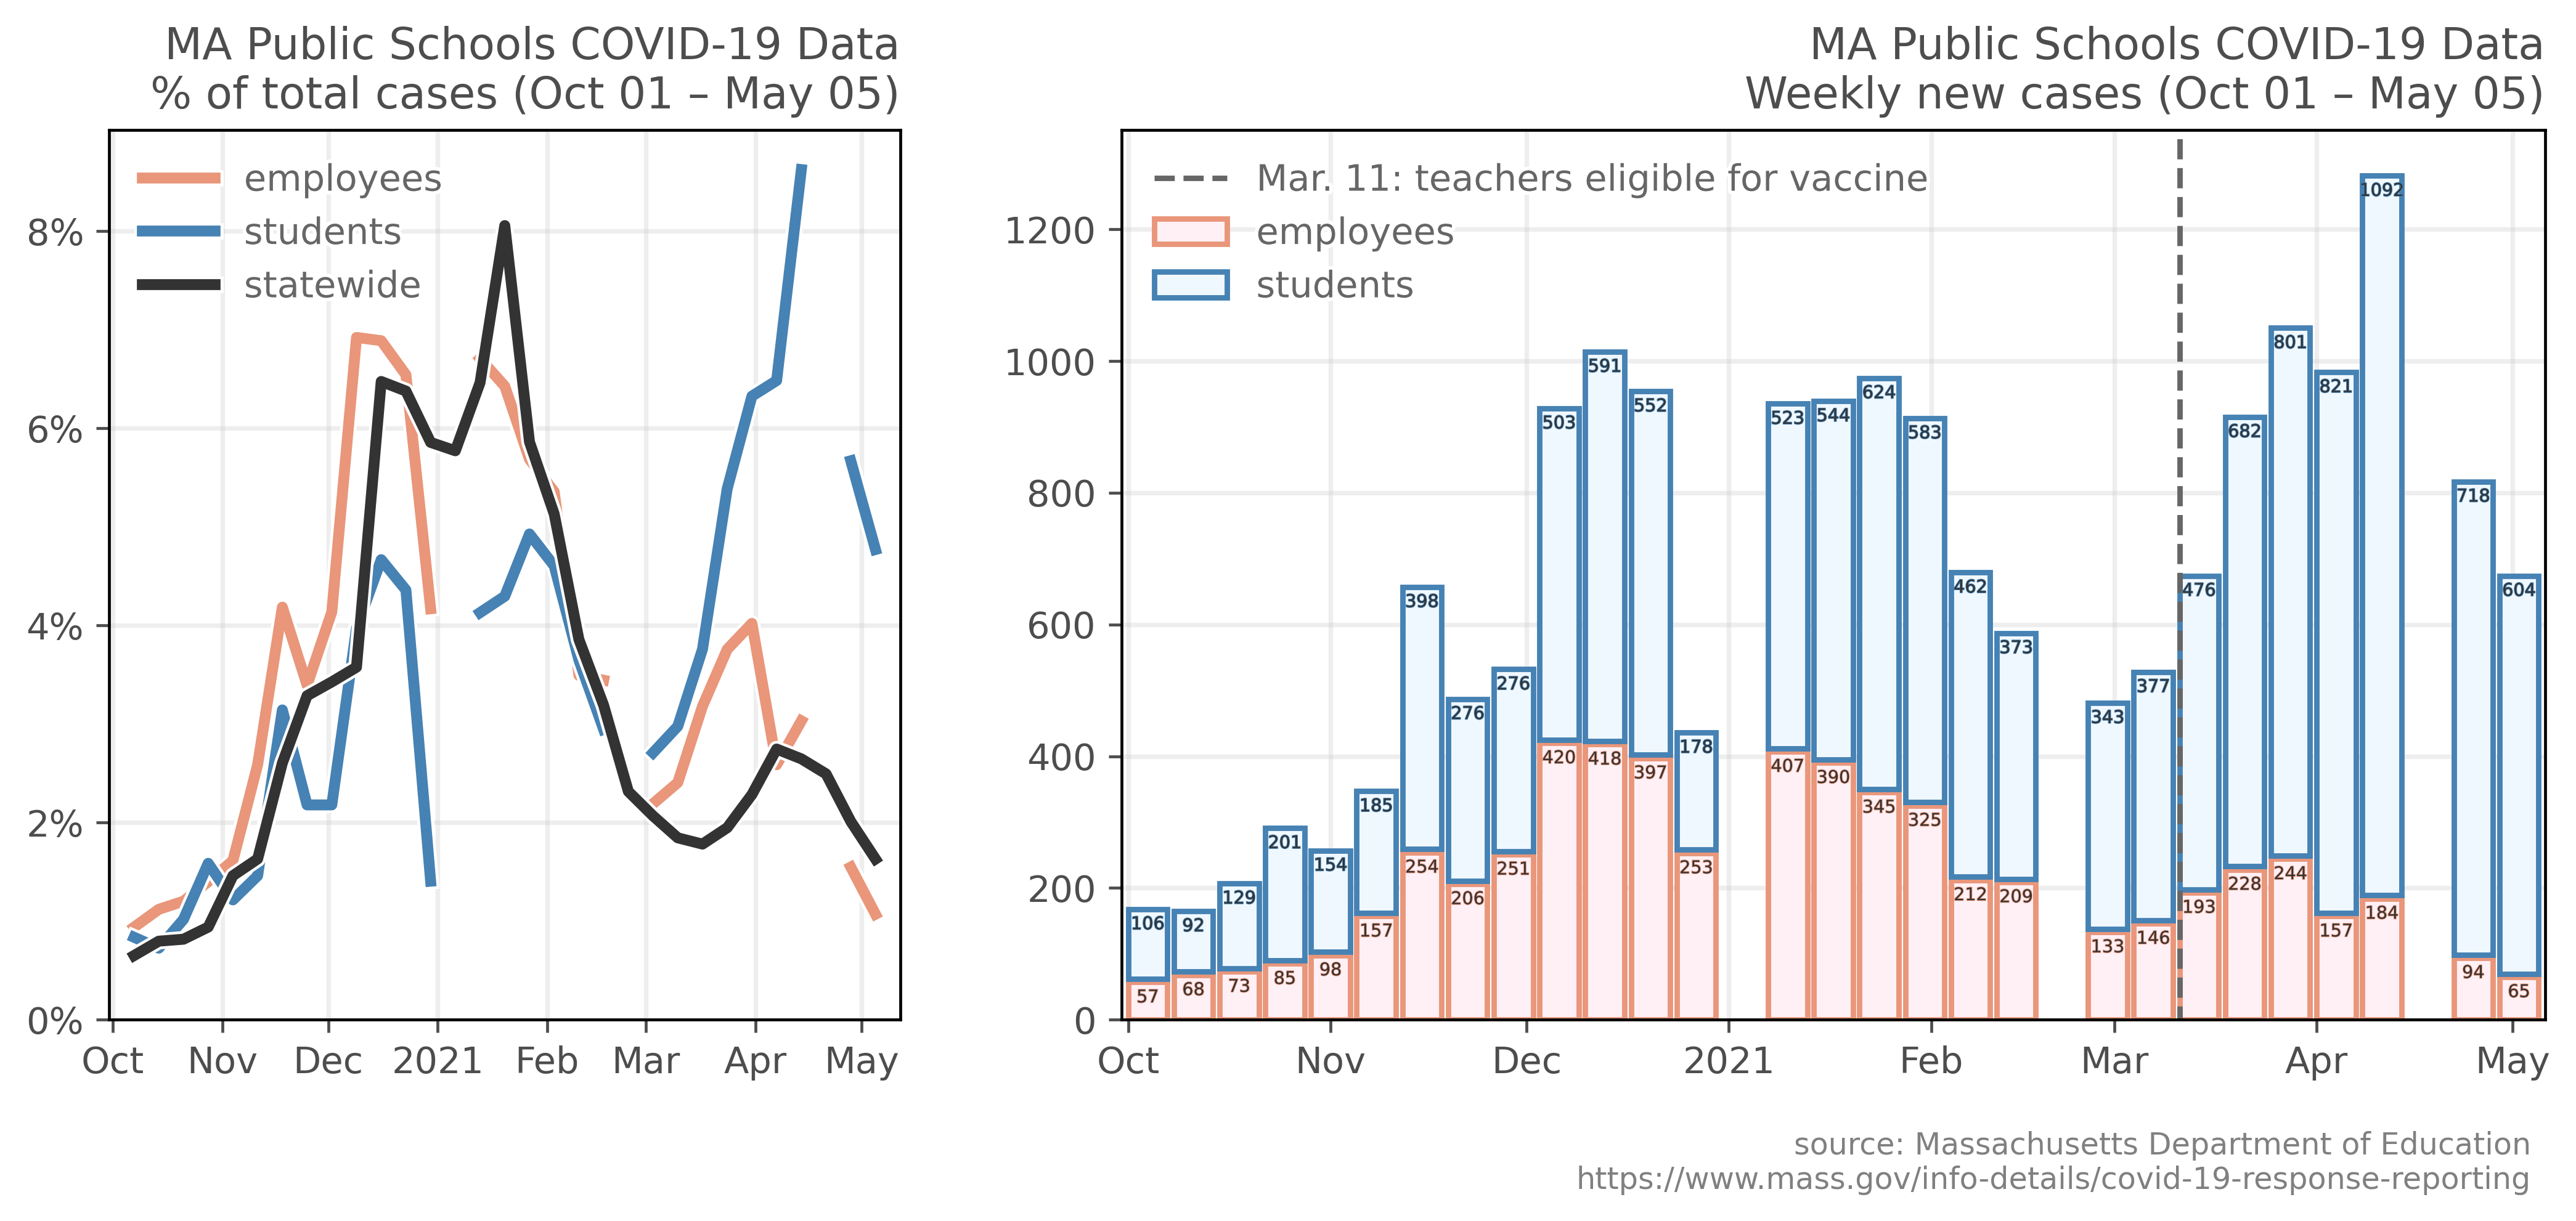 MA Public Schools COVID-19 Data
% of total cases (Oct 01 – May 05)
employees
students
statewide
8%
6%
4%
2%
0%
Oct Nov Dec 2021 Feb Mar Apr May
MA Public Schools COVID-19 Data
Weekly new cases (Oct 01 – May 05)
Mar. 11: teachers eligible for vaccine
employees
students
1200
1000
800
600
400
200
0
106 92 129 201 154 185 398 276 276 503 591 552 178 523 544 624 583 462 373 343 377 476 682 801 821 1092 718 604
57 68 73 85 98 157 254 206 251 420 418 397 253 407 390 345 325 212 209 133 146 193 228 244 157 184 94 65
Oct Nov Dec 2021 Feb Mar Apr May
source: Massachusetts Department of Education
https://www.mass.gov/info-details/covid-19-response-reporting